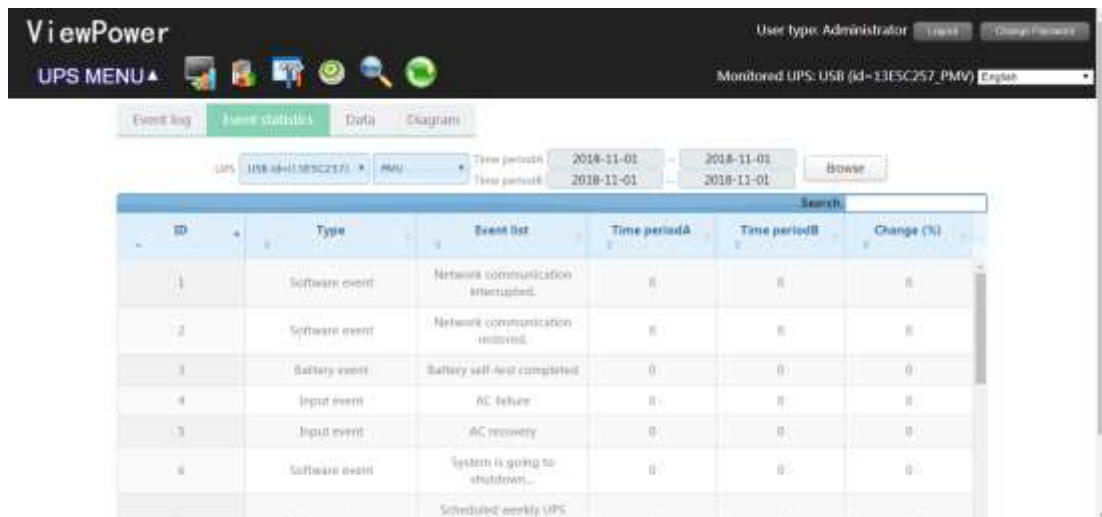 ViewPower
User type: Administrator Logout Change Password
UPS MENU▲
Monitored UPS: USB (id=13E5C257_PMV) English
Event log Event statistics Data Diagram
UPS USB id=(13E5C257) PMV Time periodA 2018-11-01 – 2018-11-01 Browse
Time periodB 2018-11-01 – 2018-11-01
Search
ID Type Event list Time periodA Time periodB Change (%)
1 Software event Network communication interrupted. 0 0 0
2 Software event Network communication restored. 0 0 0
3 Battery event Battery self-test completed 0 0 0
4 Input event AC failure 0 0 0
5 Input event AC recovery 0 0 0
6 Software event System is going to shutdown... 0 0 0
Scheduled weekly UPS